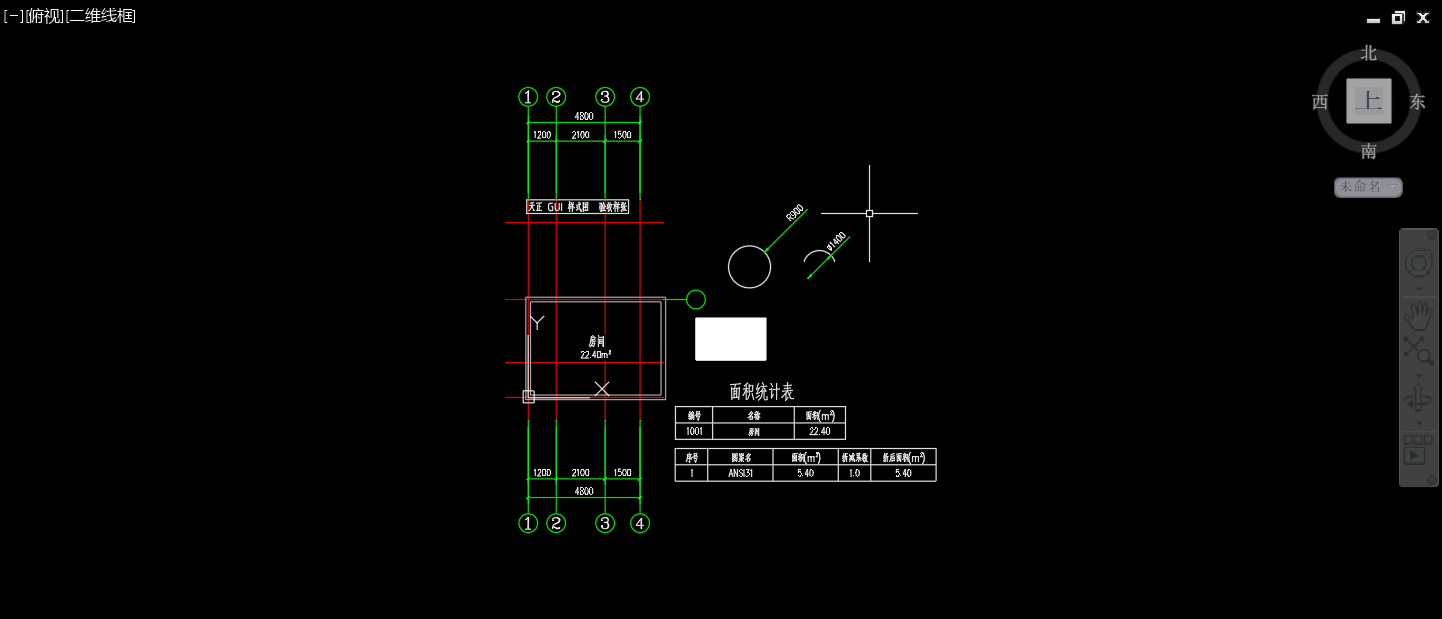 [−][俯视][二维线框]
北
西 上 东
南
未命名
1 2 3 4
4800
1200 2100 1500
天正 GUI 样式图 验收样张
R900
ø1400
Y
房间
22.40m²
X
面积统计表
编号 名称 面积(m²)
1001 房间 22.40
序号 图案名 面积(m²) 折减系数 折后面积(m²)
1 ANSI31 5.40 1.0 5.40
1200 2100 1500
4800
1 2 3 4